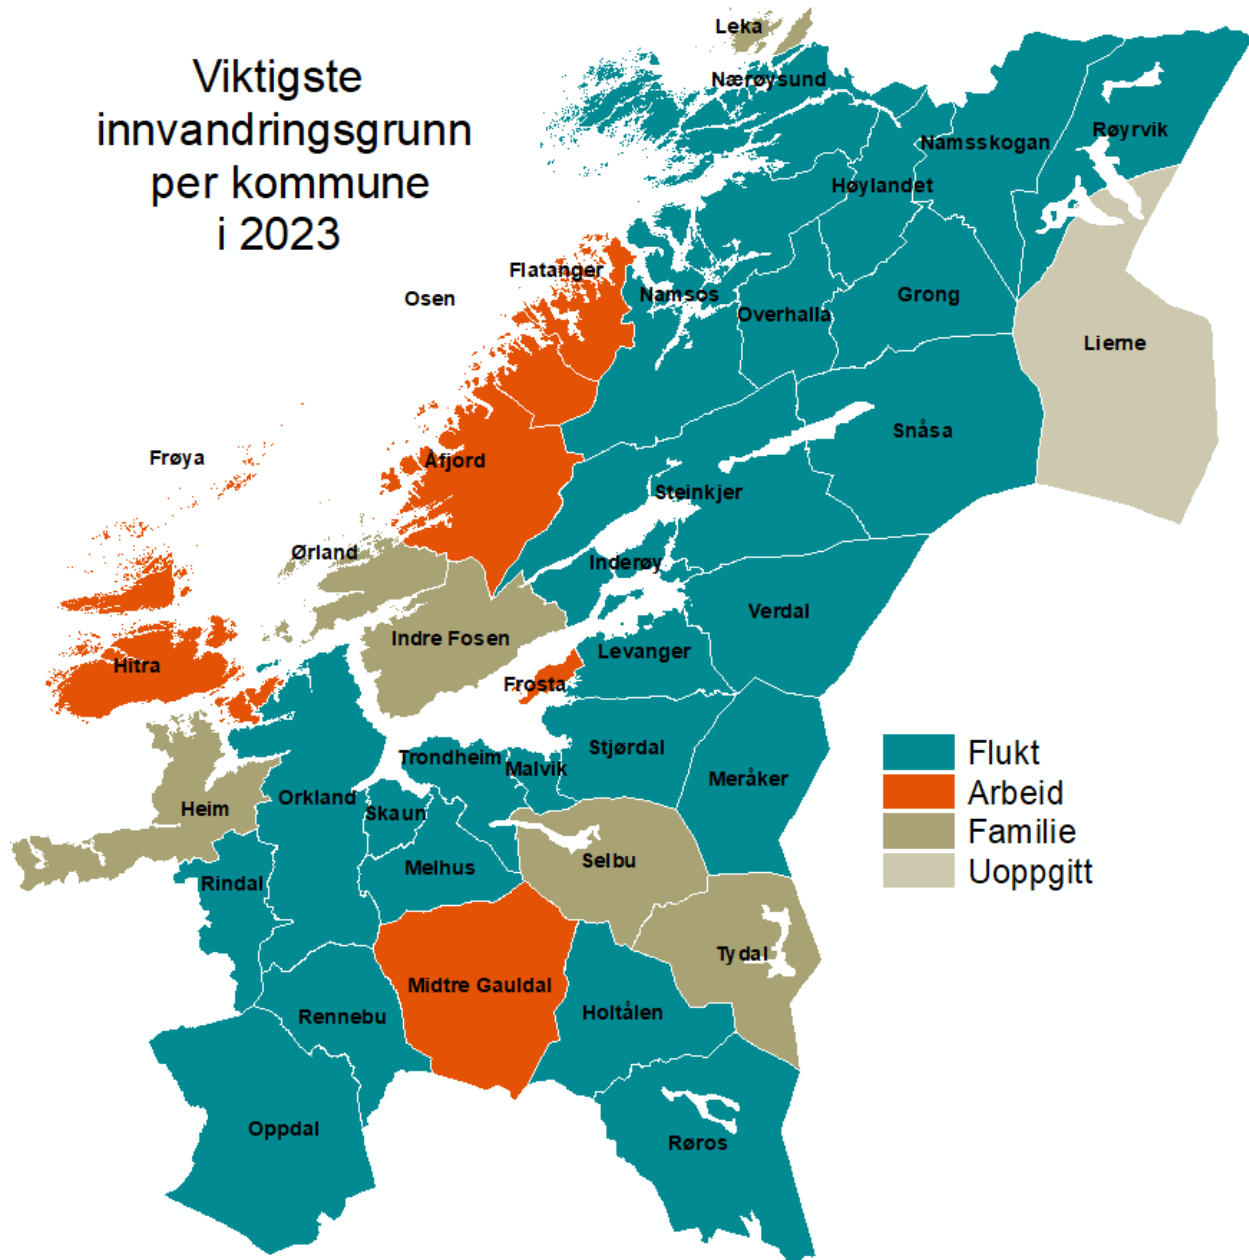 Viktigste
innvandringsgrunn
per kommune
i 2023
Leka
Nærøysund
Namsskogan
Røyrvik
Høylandet
Flatanger
Osen
Namsos
Overhalla
Grong
Lierne
Snåsa
Frøya
Åfjord
Steinkjer
Ørland
Inderøy
Verdal
Indre Fosen
Levanger
Hitra
Frosta
Stjørdal
Trondheim
Malvik
Meråker
Orkland
Heim
Skaun
Selbu
Melhus
Rindal
Tydal
Midtre Gauldal
Holtålen
Rennebu
Oppdal
Røros
Flukt
Arbeid
Familie
Uoppgitt